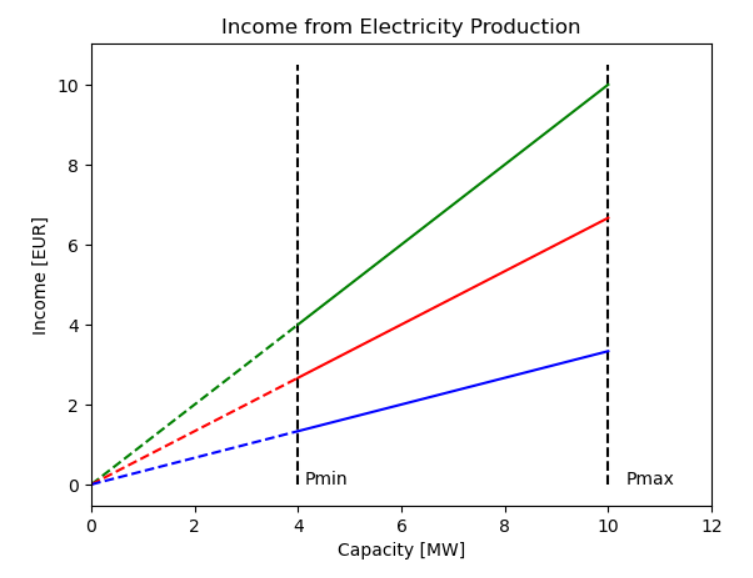 Income from Electricity Production
Income [EUR]
10
8
6
4
2
0
Pmin
Pmax
0 2 4 6 8 10 12
Capacity [MW]